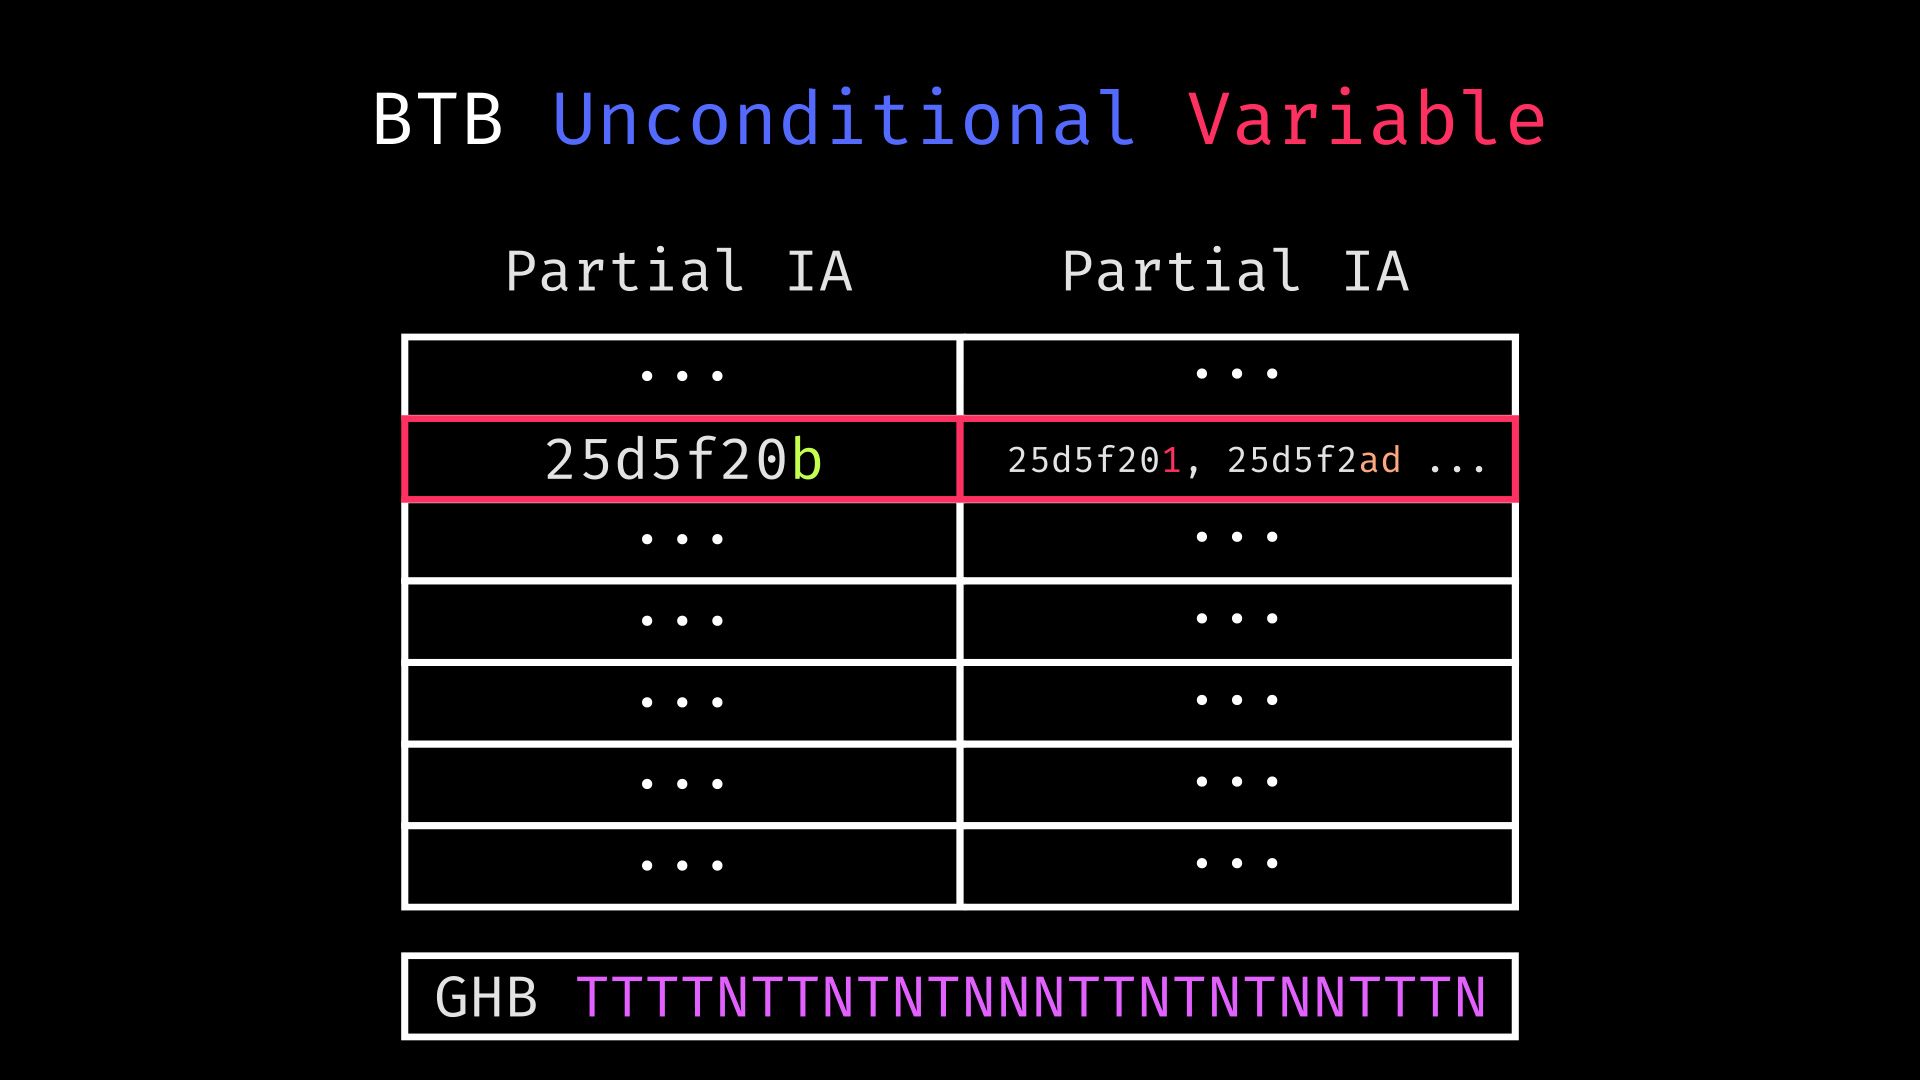 BTB Unconditional Variable
Partial IA Partial IA
... ...
25d5f20b 25d5f201, 25d5f2ad ...
... ...
... ...
... ...
... ...
... ...
GHB TTTTNTTNTNTNNNTTNTNTNNTTTN